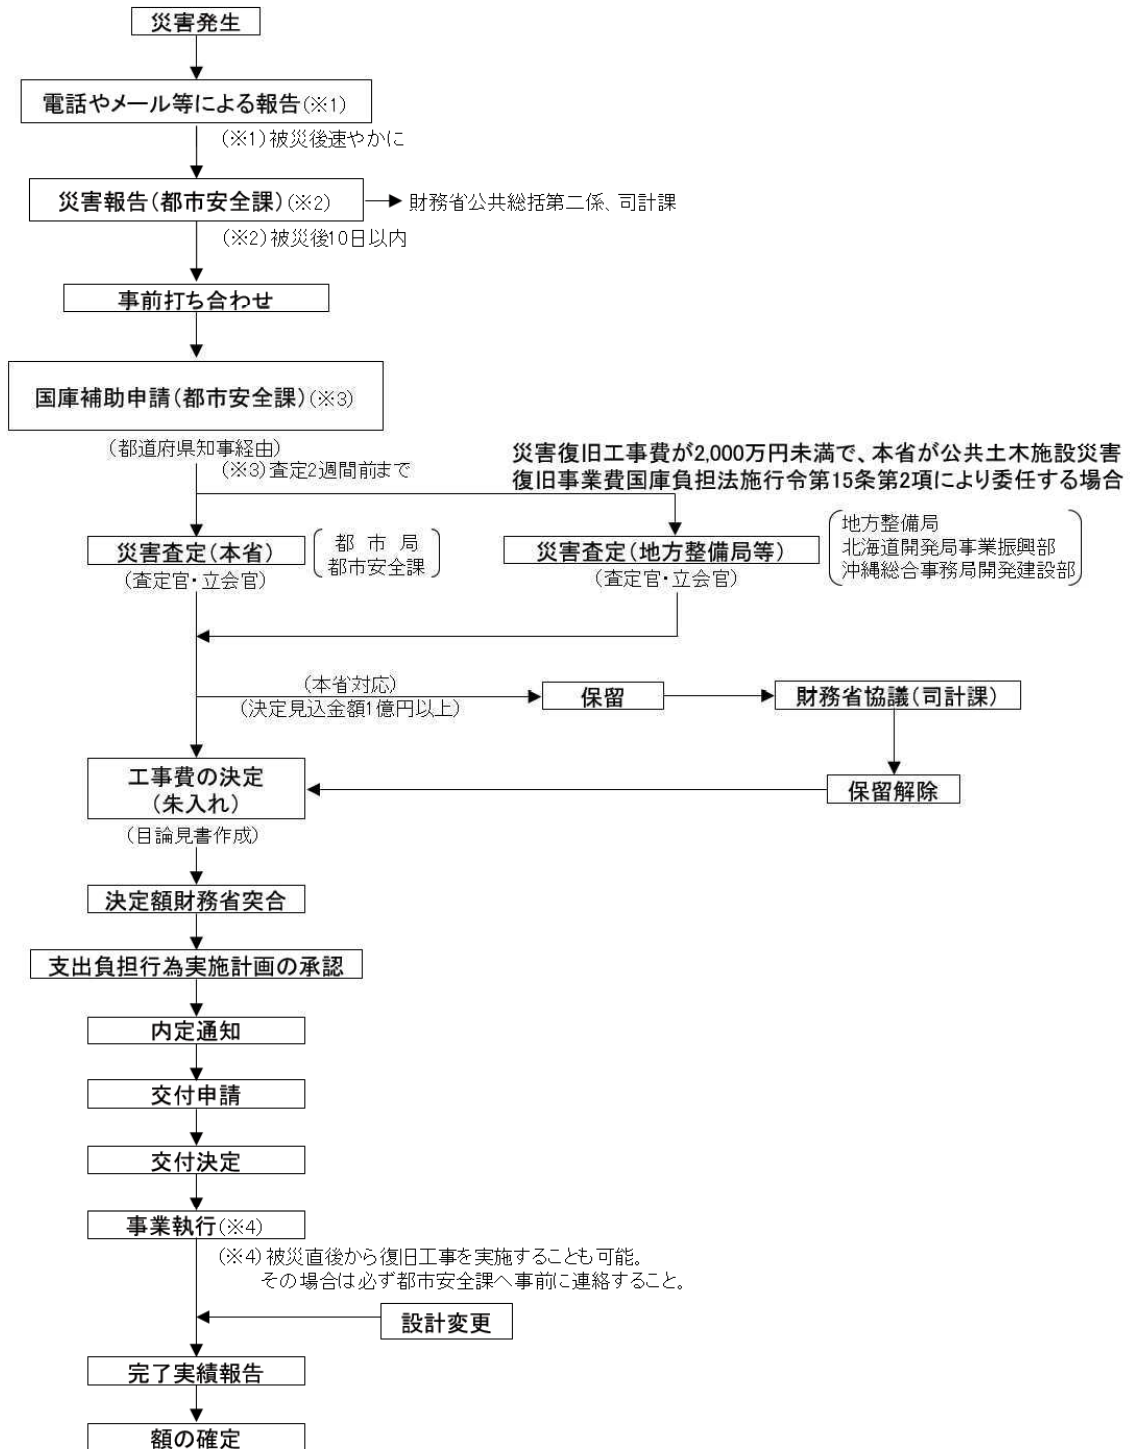 災害発生
電話やメール等による報告(※1)
(※1)被災後速やかに
災害報告(都市安全課)(※2)
財務省公共総括第二係、司計課
(※2)被災後10日以内
事前打ち合わせ
国庫補助申請(都市安全課)(※3)
(都道府県知事経由)
(※3)査定2週間前まで
災害復旧工事費が2,000万円未満で、本省が公共土木施設災害
復旧事業費国庫負担法施行令第15条第2項により委任する場合
災害査定(本省)
(査定官・立会官)
都 市 局
都市安全課
災害査定(地方整備局等)
(査定官・立会官)
地方整備局
北海道開発局事業振興部
沖縄総合事務局開発建設部
(本省対応)
(決定見込金額1億円以上)
保留
財務省協議(司計課)
工事費の決定
(朱入れ)
保留解除
(目論見書作成)
決定額財務省突合
支出負担行為実施計画の承認
内定通知
交付申請
交付決定
事業執行(※4)
(※4)被災直後から復旧工事を実施することも可能。
その場合は必ず都市安全課へ事前に連絡すること。
設計変更
完了実績報告
額の確定